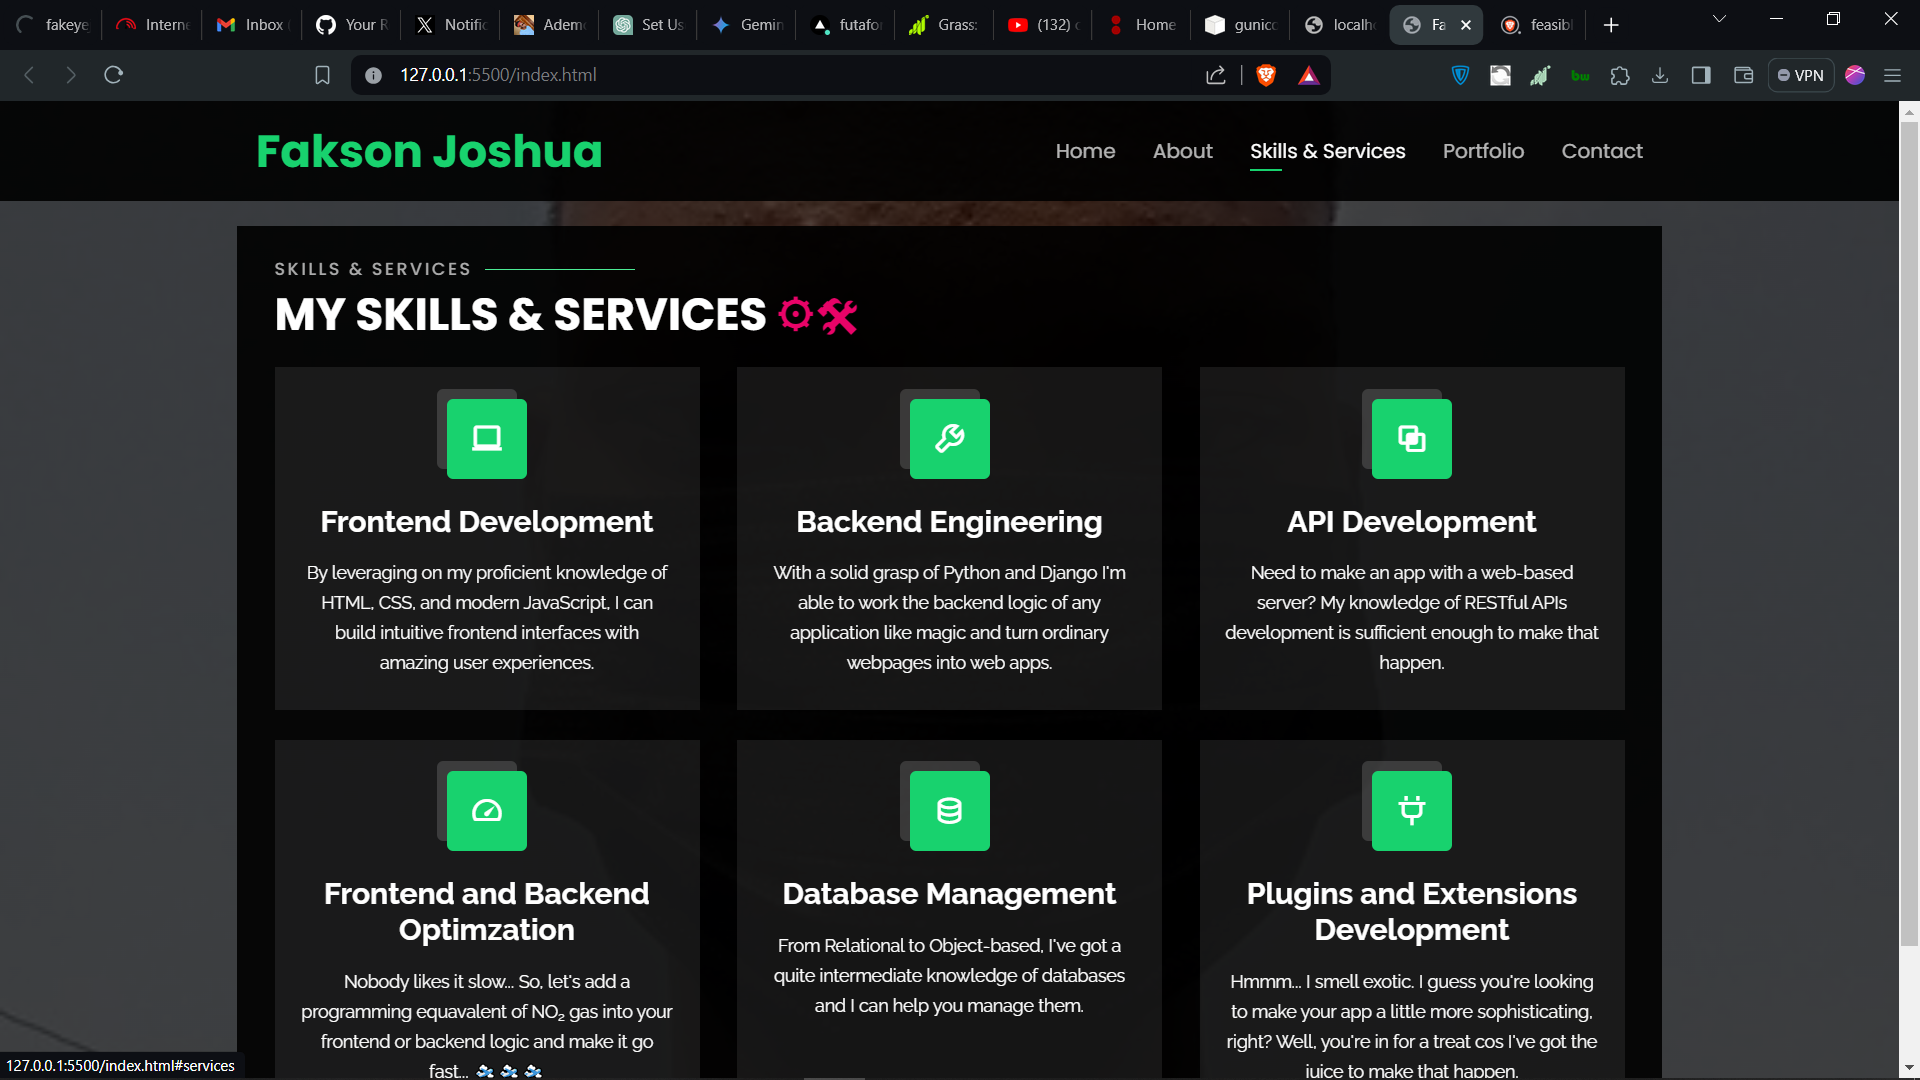 fakeye
Interne
Inbox
Your R
Notific
Ademo
Set Us
Gemin
futafor
Grass:
(132)
Home
gunico
localh
Fa
feasibl
127.0.0.1:5500/index.html
bw
VPN
Fakson Joshua
Home
About
Skills & Services
Portfolio
Contact
SKILLS & SERVICES
MY SKILLS & SERVICES
Frontend Development
By leveraging on my proficient knowledge of
HTML, CSS, and modern JavaScript, I can
build intuitive frontend interfaces with
amazing user experiences.
Backend Engineering
With a solid grasp of Python and Django I'm
able to work the backend logic of any
application like magic and turn ordinary
webpages into web apps.
API Development
Need to make an app with a web-based
server? My knowledge of RESTful APIs
development is sufficient enough to make that
happen.
Frontend and Backend
Optimzation
Nobody likes it slow... So, let's add a
programming equavalent of NO₂ gas into your
frontend or backend logic and make it go
fast...
Database Management
From Relational to Object-based, I've got a
quite intermediate knowledge of databases
and I can help you manage them.
Plugins and Extensions
Development
Hmmm... I smell exotic. I guess you're looking
to make your app a little more sophisticating,
right? Well, you're in for a treat cos I've got the
juice to make that happen.
127.0.0.1:5500/index.html#services